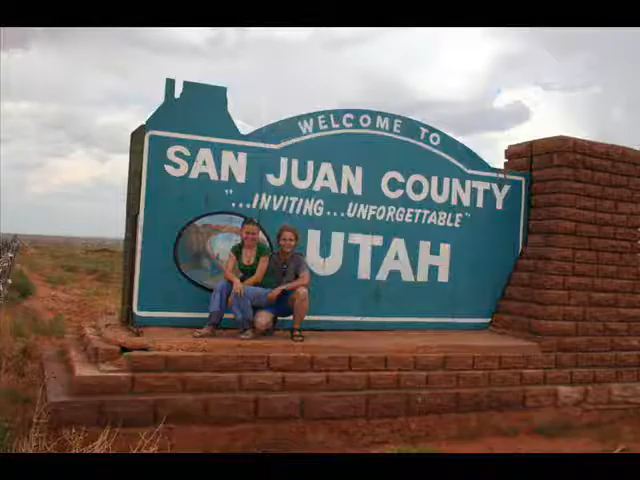 WELCOME TO
SAN JUAN COUNTY
"...INVITING...UNFORGETTABLE"
UTAH